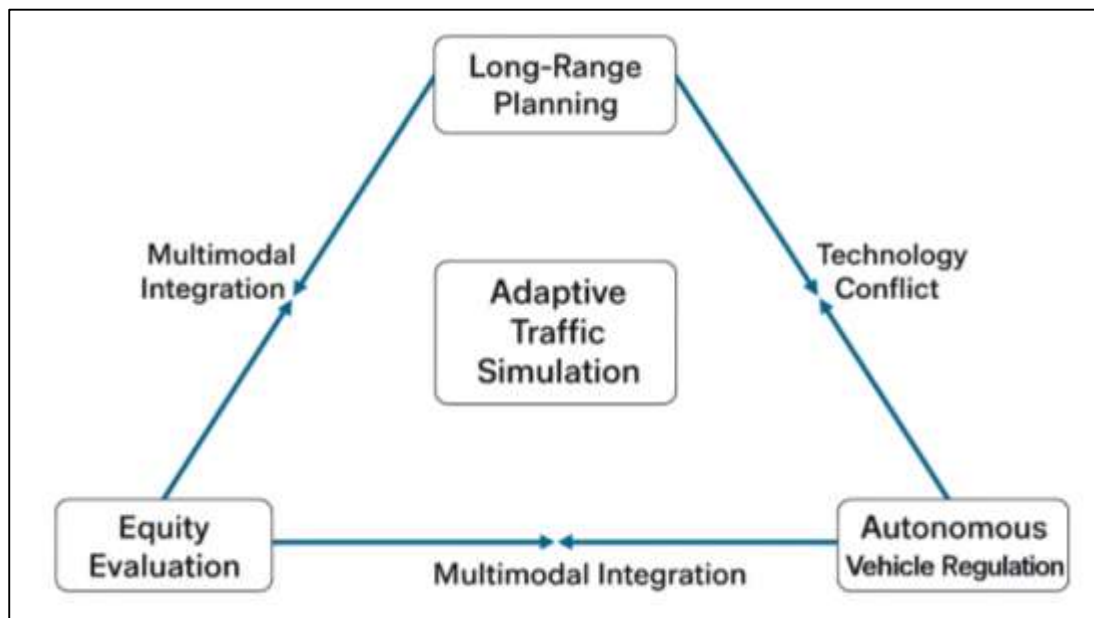 Long-Range
Planning
Multimodal
Integration
Technology
Conflict
Adaptive
Traffic
Simulation
Equity
Evaluation
Autonomous
Vehicle Regulation
Multimodal Integration